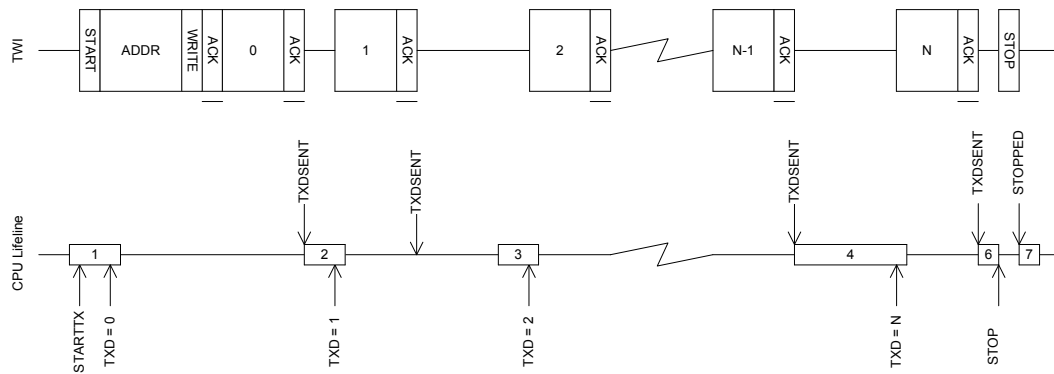 TWI
START
ADDR
WRITE
ACK
0
ACK
1
ACK
2
ACK
N-1
ACK
N
ACK
STOP
CPU Lifeline
TXDSENT
TXDSENT
TXDSENT
TXDSENT
STOPPED
1
2
3
4
6
7
STARTTX
TXD = 0
TXD = 1
TXD = 2
TXD = N
STOP